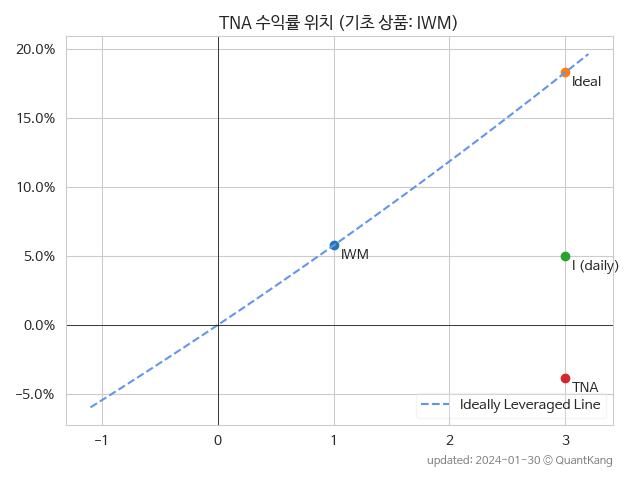 TNA 수익률 위치 (기초 상품: IWM)
20.0%
15.0%
10.0%
5.0%
0.0%
−5.0%
Ideal
IWM
I (daily)
TNA
Ideally Leveraged Line
−1
0
1
2
3
updated: 2024-01-30 © QuantKang